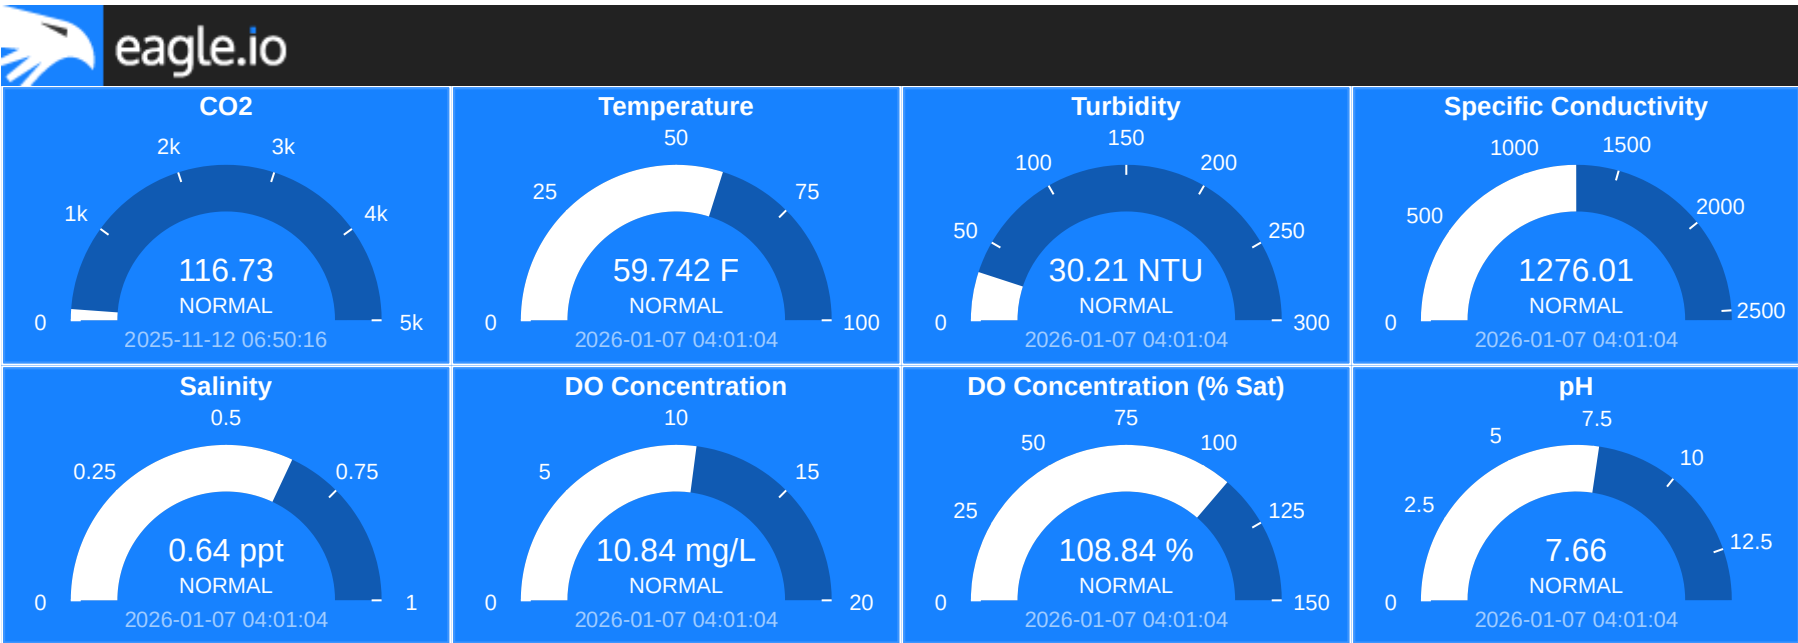 eagle.io
CO2
0
1k
2k
3k
4k
5k
116.73
NORMAL
2025-11-12 06:50:16
Temperature
0
25
50
75
100
59.742 F
NORMAL
2026-01-07 04:01:04
Turbidity
0
50
100
150
200
250
300
30.21 NTU
NORMAL
2026-01-07 04:01:04
Specific Conductivity
0
500
1000
1500
2000
2500
1276.01
NORMAL
2026-01-07 04:01:04
Salinity
0
0.25
0.5
0.75
1
0.64 ppt
NORMAL
2026-01-07 04:01:04
DO Concentration
0
5
10
15
20
10.84 mg/L
NORMAL
2026-01-07 04:01:04
DO Concentration (% Sat)
0
25
50
75
100
125
150
108.84 %
NORMAL
2026-01-07 04:01:04
pH
0
2.5
5
7.5
10
12.5
7.66
NORMAL
2026-01-07 04:01:04